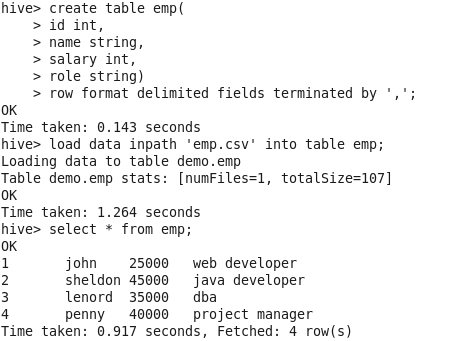 hive> create table emp(
    > id int,
    > name string,
    > salary int,
    > role string)
    > row format delimited fields terminated by ',';
OK
Time taken: 0.143 seconds
hive> load data inpath 'emp.csv' into table emp;
Loading data to table demo.emp
Table demo.emp stats: [numFiles=1, totalSize=107]
OK
Time taken: 1.264 seconds
hive> select * from emp;
OK
1       john    25000   web developer
2       sheldon 45000   java developer
3       lenord  35000   dba
4       penny   40000   project manager
Time taken: 0.917 seconds, Fetched: 4 row(s)